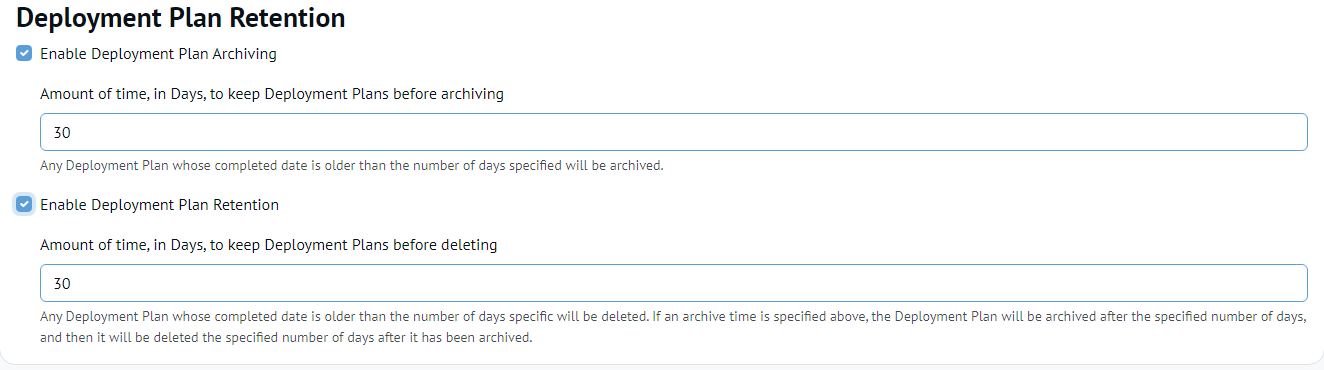 Deployment Plan Retention
Enable Deployment Plan Archiving
Amount of time, in Days, to keep Deployment Plans before archiving
30
Any Deployment Plan whose completed date is older than the number of days specified will be archived.
Enable Deployment Plan Retention
Amount of time, in Days, to keep Deployment Plans before deleting
30
Any Deployment Plan whose completed date is older than the number of days specific will be deleted. If an archive time is specified above, the Deployment Plan will be archived after the specified number of days,
and then it will be deleted the specified number of days after it has been archived.